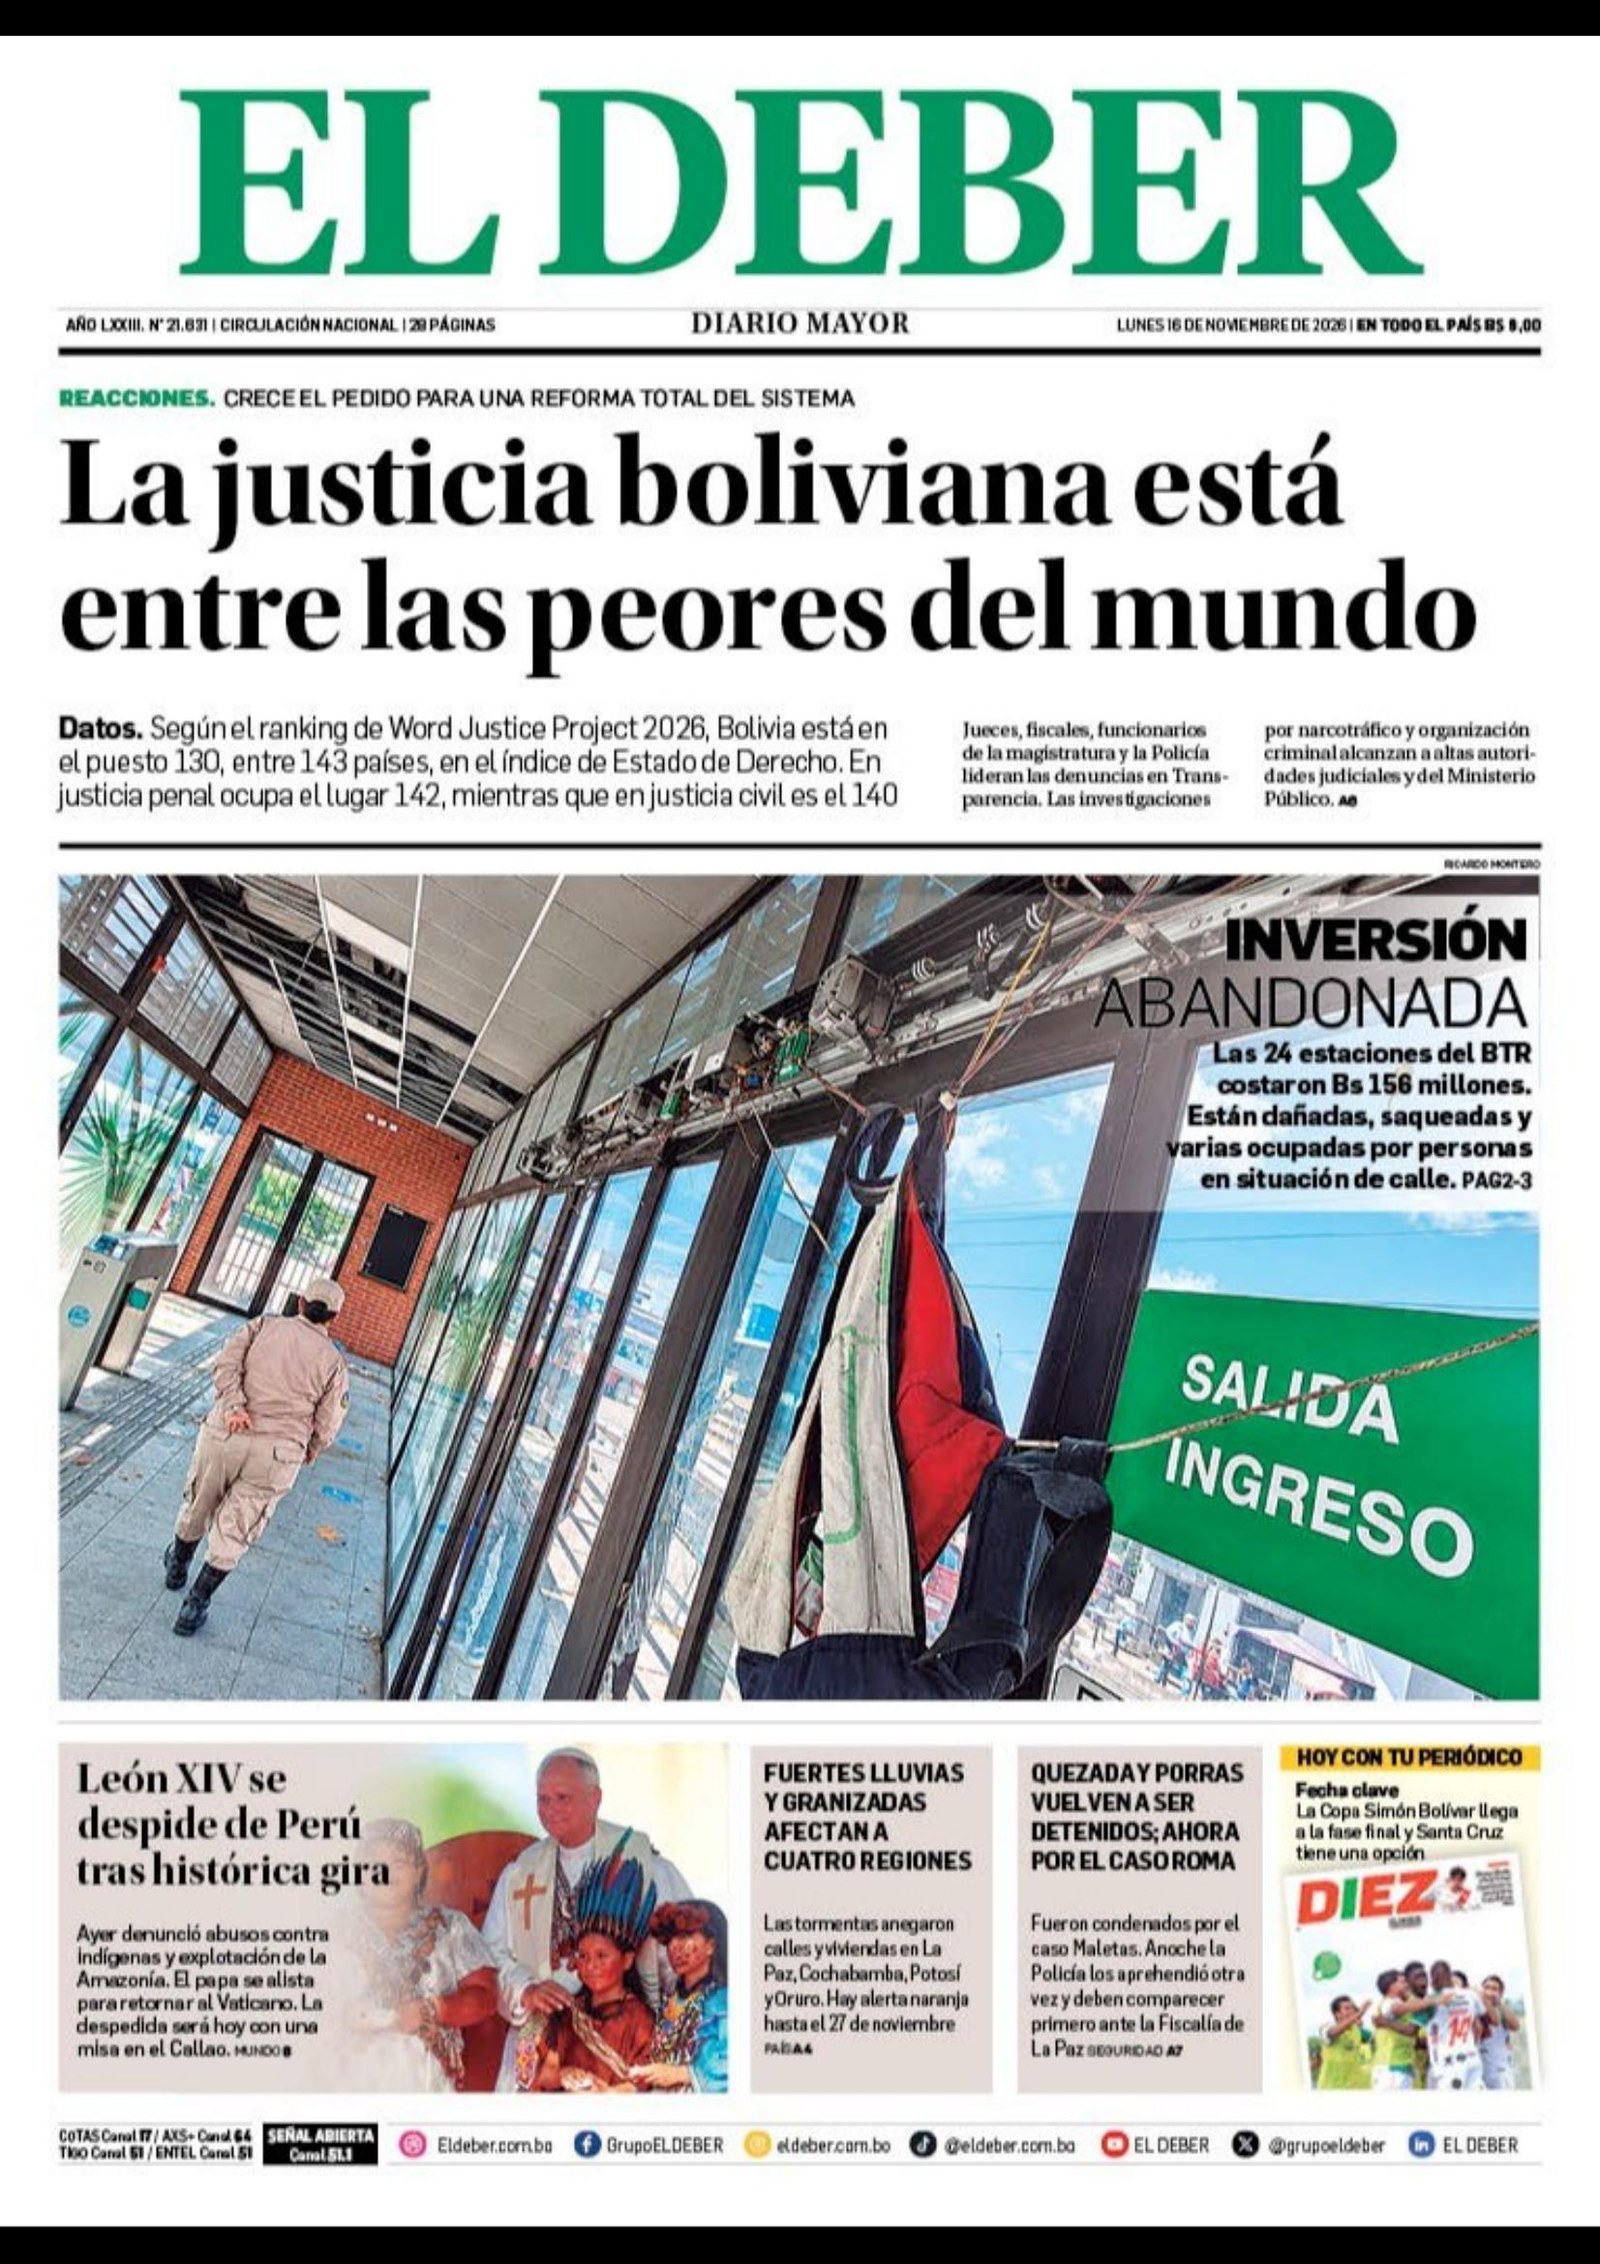 EL DEBER
AÑO LXXIII. N° 21.631 | CIRCULACIÓN NACIONAL | 28 PÁGINAS
DIARIO MAYOR
LUNES 16 DE NOVIEMBRE DE 2026 | EN TODO EL PAÍS BS 8,00
REACCIONES. CRECE EL PEDIDO PARA UNA REFORMA TOTAL DEL SISTEMA
La justicia boliviana está
entre las peores del mundo
Datos. Según el ranking de Word Justice Project 2026, Bolivia está en
el puesto 130, entre 143 países, en el índice de Estado de Derecho. En
justicia penal ocupa el lugar 142, mientras que en justicia civil es el 140
Jueces, fiscales, funcionarios
de la magistratura y la Policía
lideran las denuncias en Trans-
parencia. Las investigaciones
por narcotráfico y organización
criminal alcanzan a altas autori-
dades judiciales y del Ministerio
Público. A6
RICARDO MONTERO
INVERSIÓN
ABANDONADA
Las 24 estaciones del BTR
costaron Bs 156 millones.
Están dañadas, saqueadas y
varias ocupadas por personas
en situación de calle. PAG2-3
SALIDA
INGRESO
León XIV se
despide de Perú
tras histórica gira
Ayer denunció abusos contra
indígenas y explotación de la
Amazonía. El papa se alista
para retornar al Vaticano. La
despedida será hoy con una
misa en el Callao. MUNDO 8
FUERTES LLUVIAS
Y GRANIZADAS
AFECTAN A
CUATRO REGIONES
Las tormentas anegaron
calles y viviendas en La
Paz, Cochabamba, Potosí
y Oruro. Hay alerta naranja
hasta el 27 de noviembre
PAÍS A4
QUEZADA Y PORRAS
VUELVEN A SER
DETENIDOS; AHORA
POR EL CASO ROMA
Fueron condenados por el
caso Maletas. Anoche la
Policía los aprehendió otra
vez y deben comparecer
primero ante la Fiscalía de
La Paz SEGURIDAD A7
HOY CON TU PERIÓDICO
Fecha clave
La Copa Simón Bolívar llega
a la fase final y Santa Cruz
tiene una opción
DIEZ
COTAS Canal 17 / AXS+ Canal 64
TIGO Canal 51 / ENTEL Canal 51
SEÑAL ABIERTA
Canal 51.1
Eldeber.com.bo
GrupoELDEBER
eldeber.com.bo
@eldeber.com.bo
EL DEBER
@grupoeldeber
EL DEBER